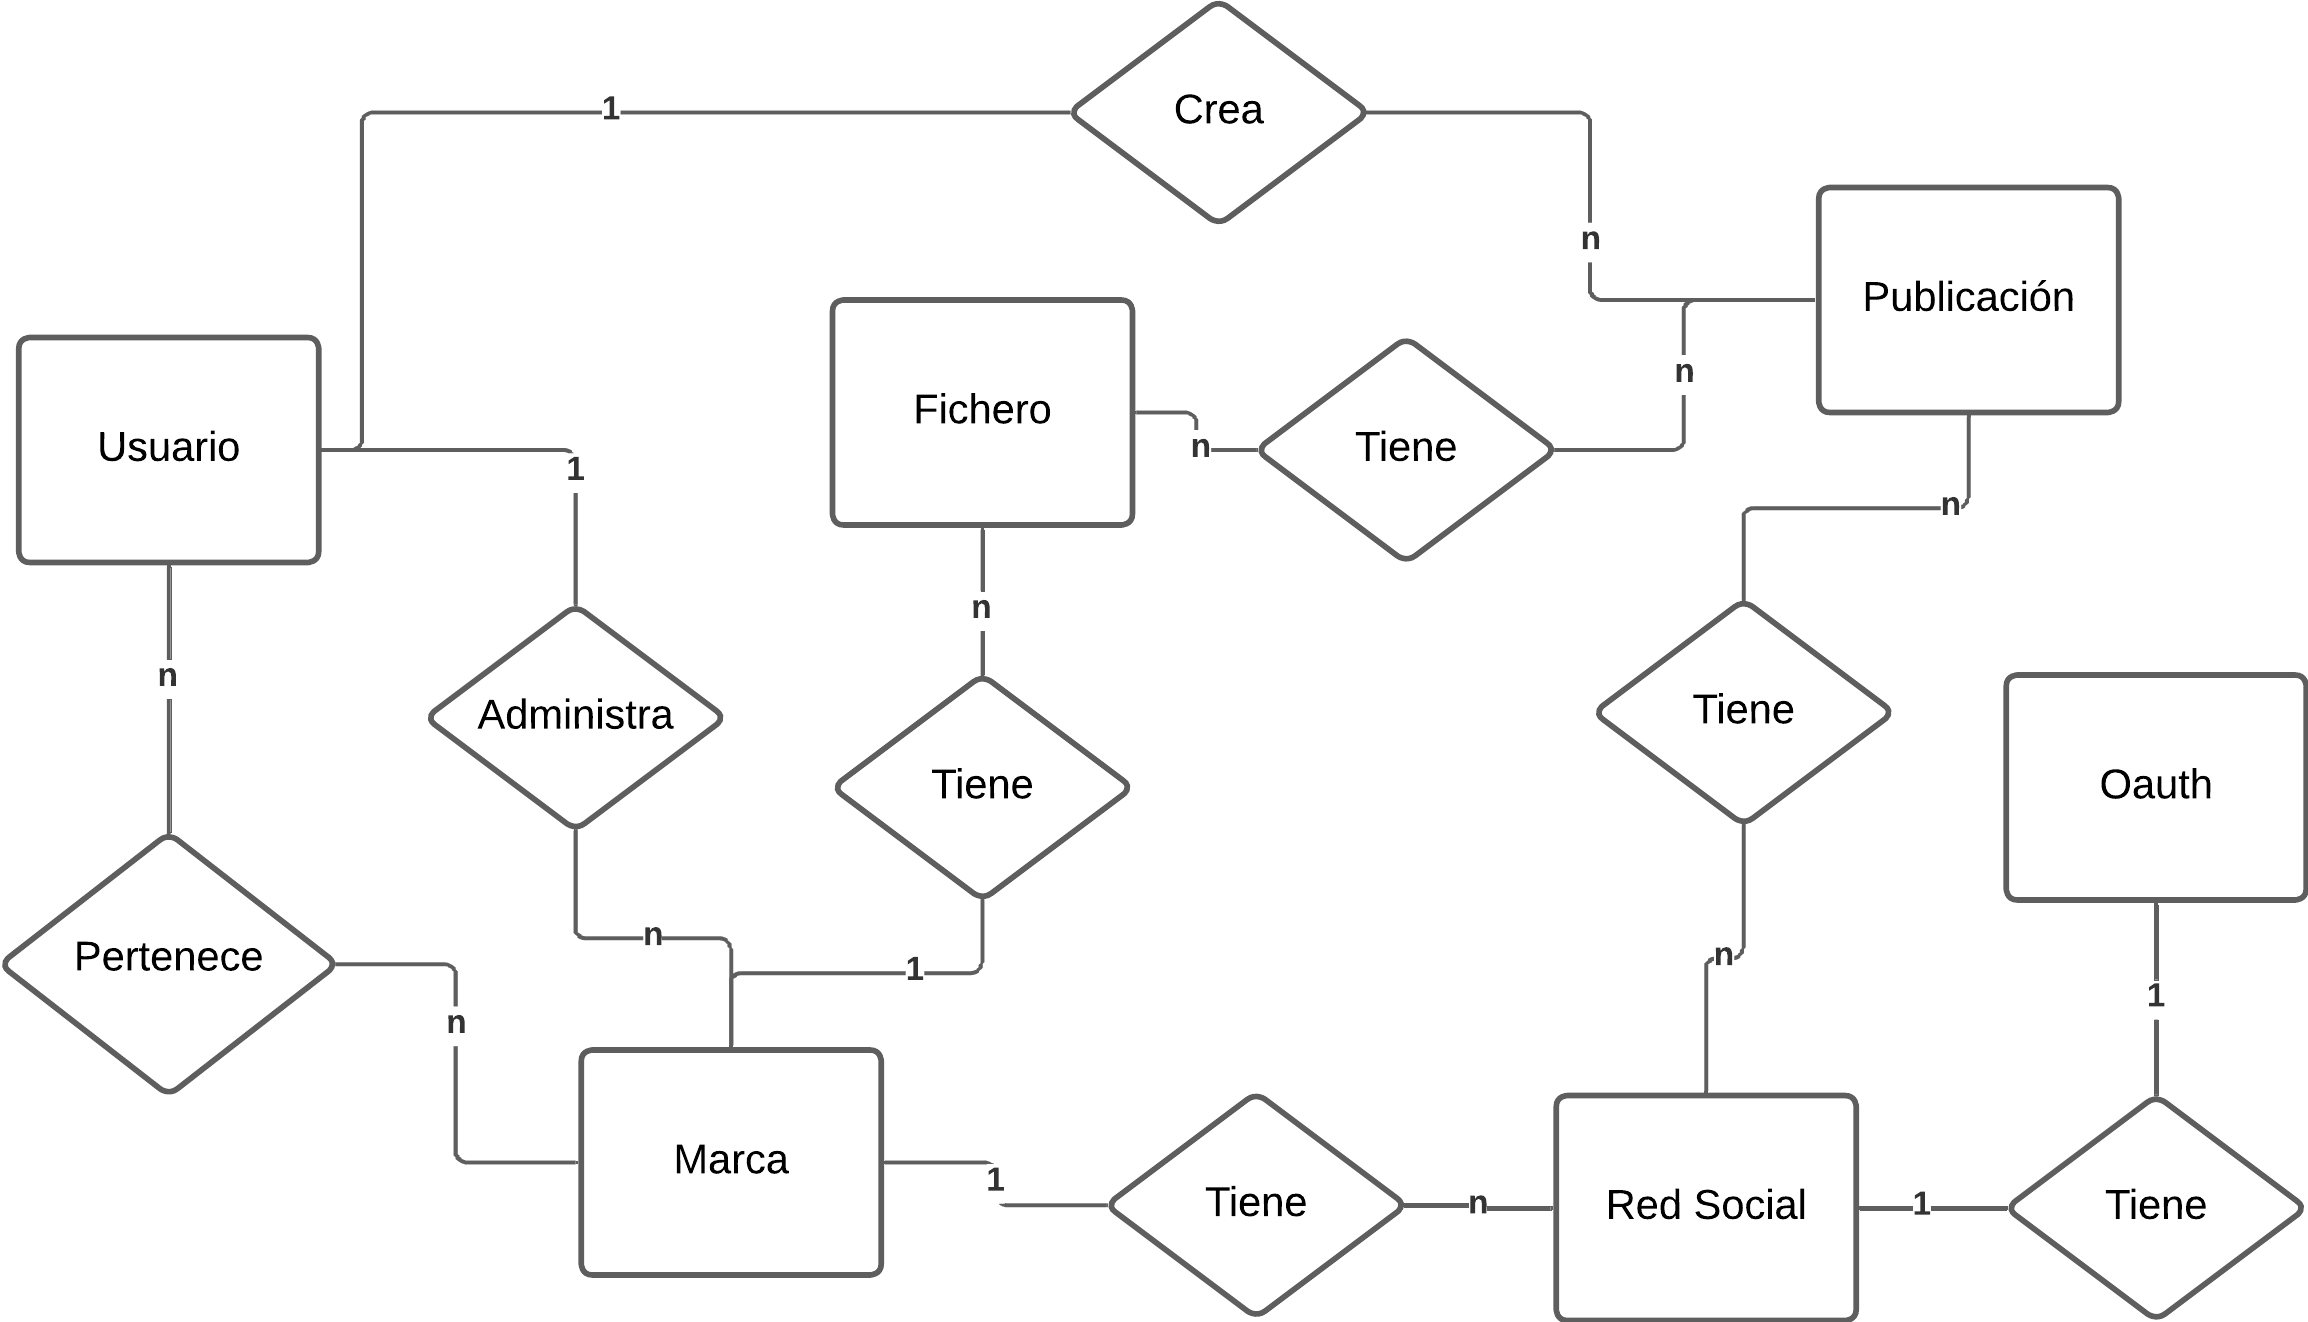 Crea
1
n
Publicación
Usuario
1
Fichero
n
Tiene
n
n
n
n
Administra
Tiene
Tiene
Oauth
Pertenece
n
n
1
n
1
n
Marca
1
Tiene
n
Red Social
1
Tiene